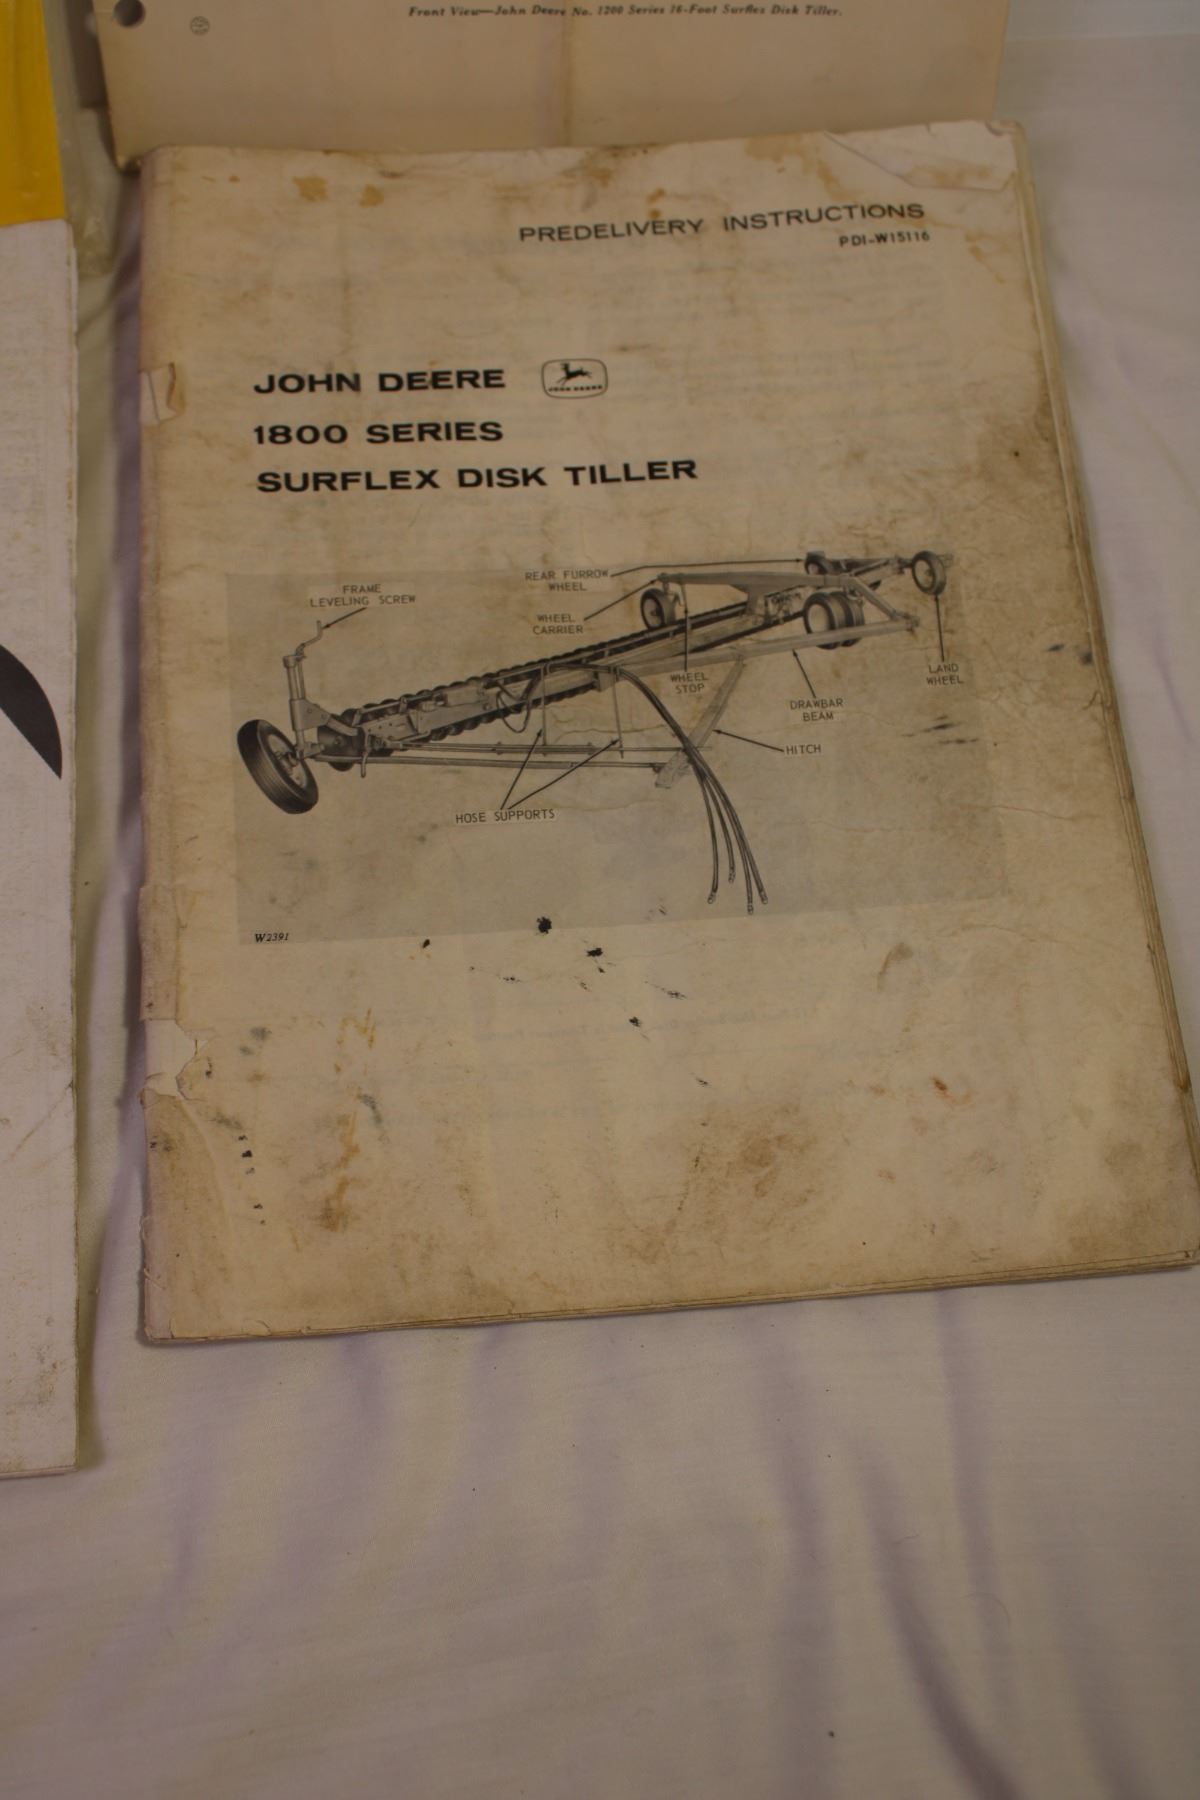 Front View—John Deere No. 1200 Series 16-Foot Surflex Disk Tiller.
PREDELIVERY INSTRUCTIONS
PDI-W15116
JOHN DEERE JOHN DEERE
1800 SERIES
SURFLEX DISK TILLER
FRAME
LEVELING SCREW
REAR FURROW
WHEEL
WHEEL
CARRIER
WHEEL
STOP
LAND
WHEEL
DRAWBAR
BEAM
HITCH
HOSE SUPPORTS
W2391